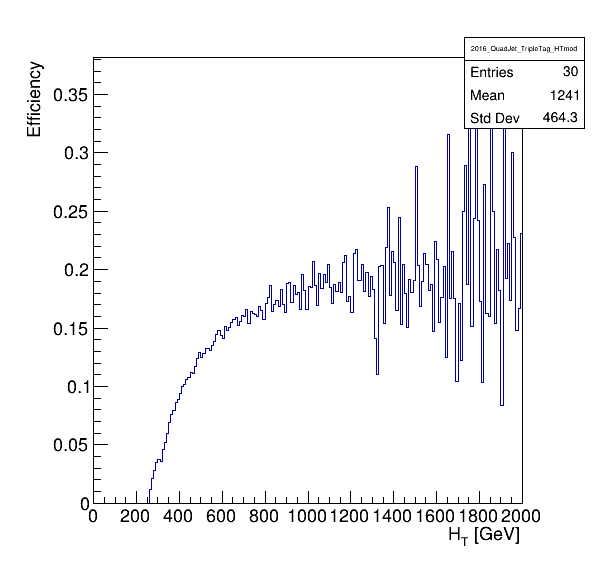 2016_QuadJet_TripleTag_HTmod
Entries 30
Mean 1241
Std Dev 464.3
Efficiency
0.35
0.3
0.25
0.2
0.15
0.1
0.05
0
0 200 400 600 800 1000 1200 1400 1600 1800 2000
H_T [GeV]